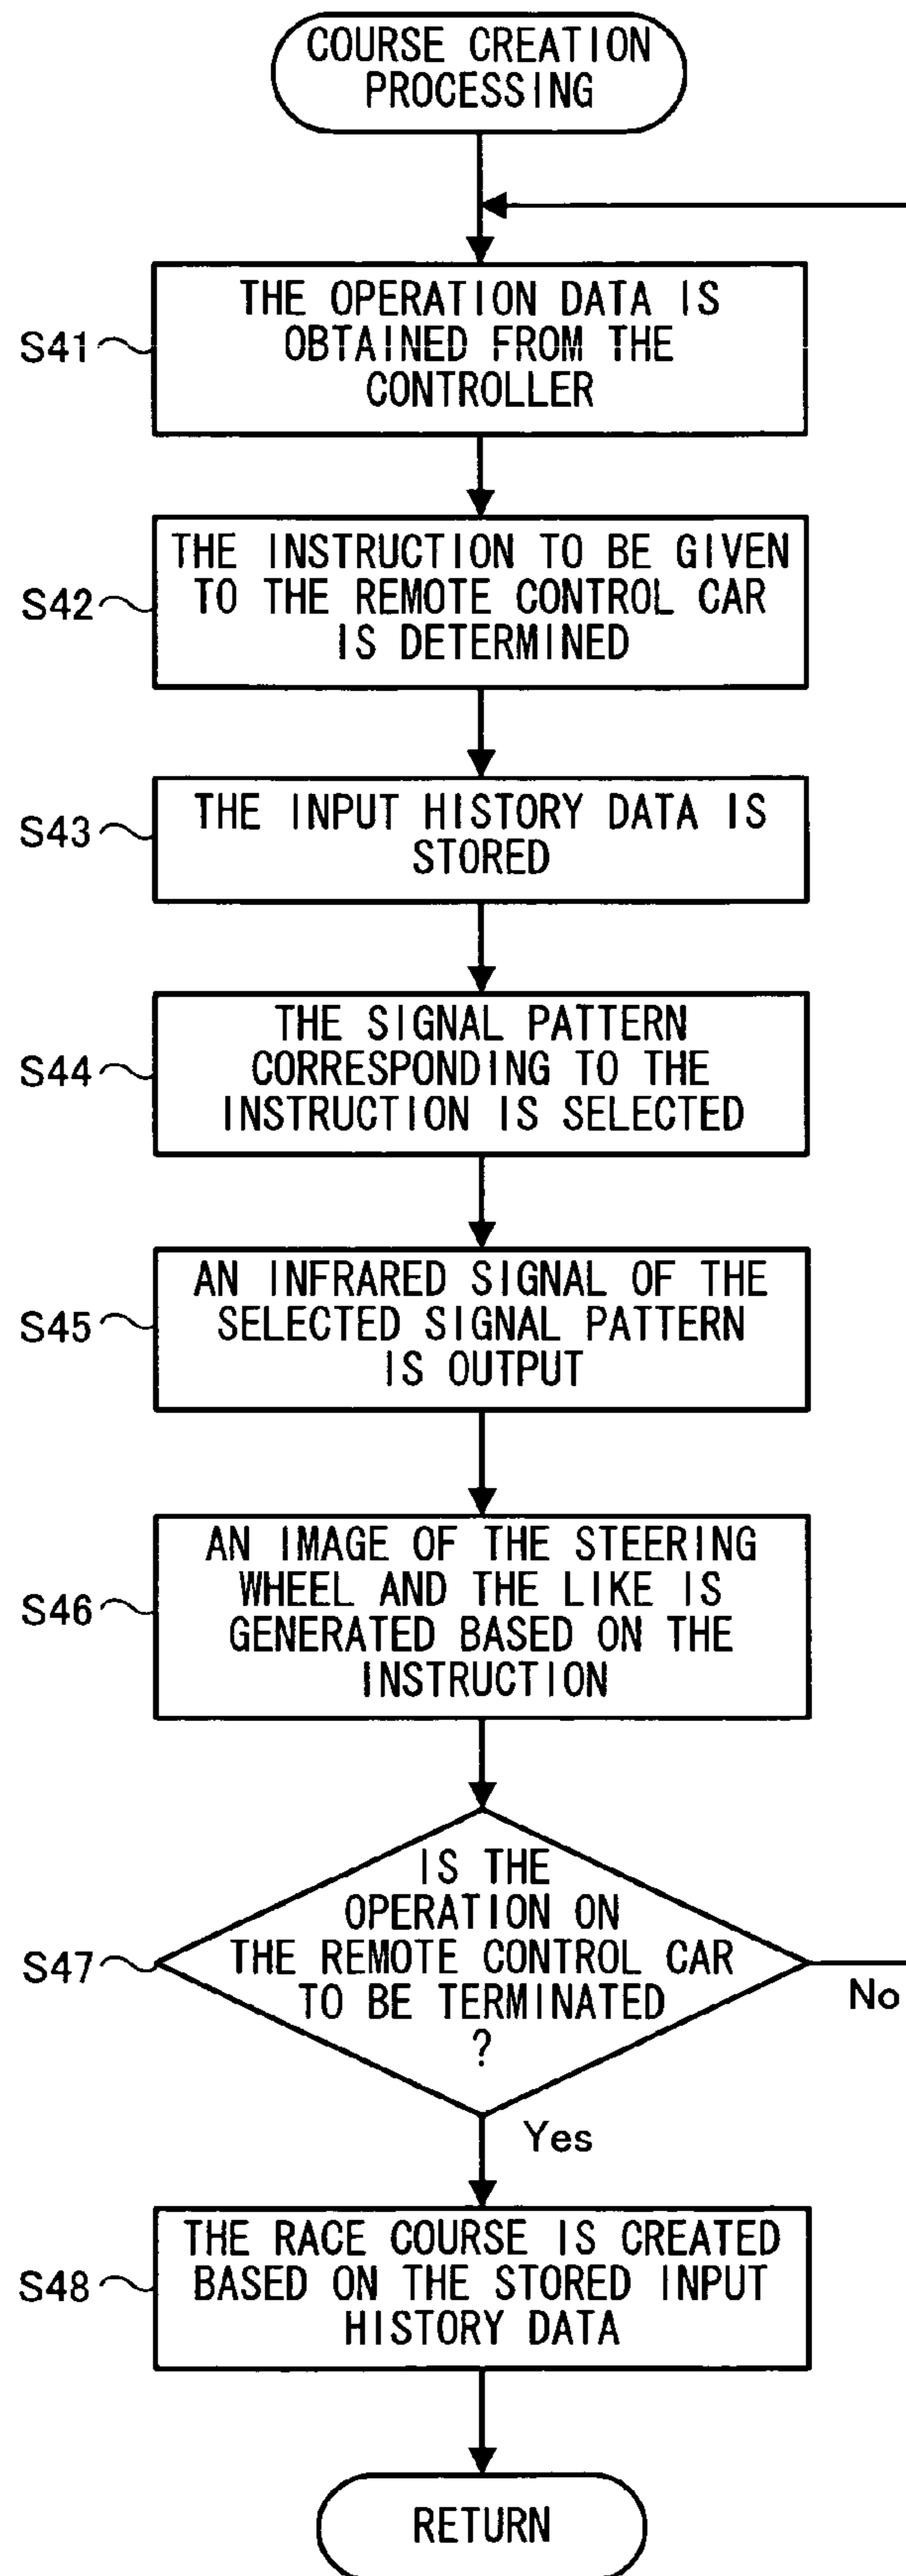 COURSE CREATION
PROCESSING
S41
THE OPERATION DATA IS
OBTAINED FROM THE
CONTROLLER
S42
THE INSTRUCTION TO BE GIVEN
TO THE REMOTE CONTROL CAR
IS DETERMINED
S43
THE INPUT HISTORY DATA IS
STORED
S44
THE SIGNAL PATTERN
CORRESPONDING TO THE
INSTRUCTION IS SELECTED
S45
AN INFRARED SIGNAL OF THE
SELECTED SIGNAL PATTERN
IS OUTPUT
S46
AN IMAGE OF THE STEERING
WHEEL AND THE LIKE IS
GENERATED BASED ON THE
INSTRUCTION
S47
IS THE
OPERATION ON
THE REMOTE CONTROL CAR
TO BE TERMINATED
?
No
Yes
S48
THE RACE COURSE IS CREATED
BASED ON THE STORED INPUT
HISTORY DATA
RETURN